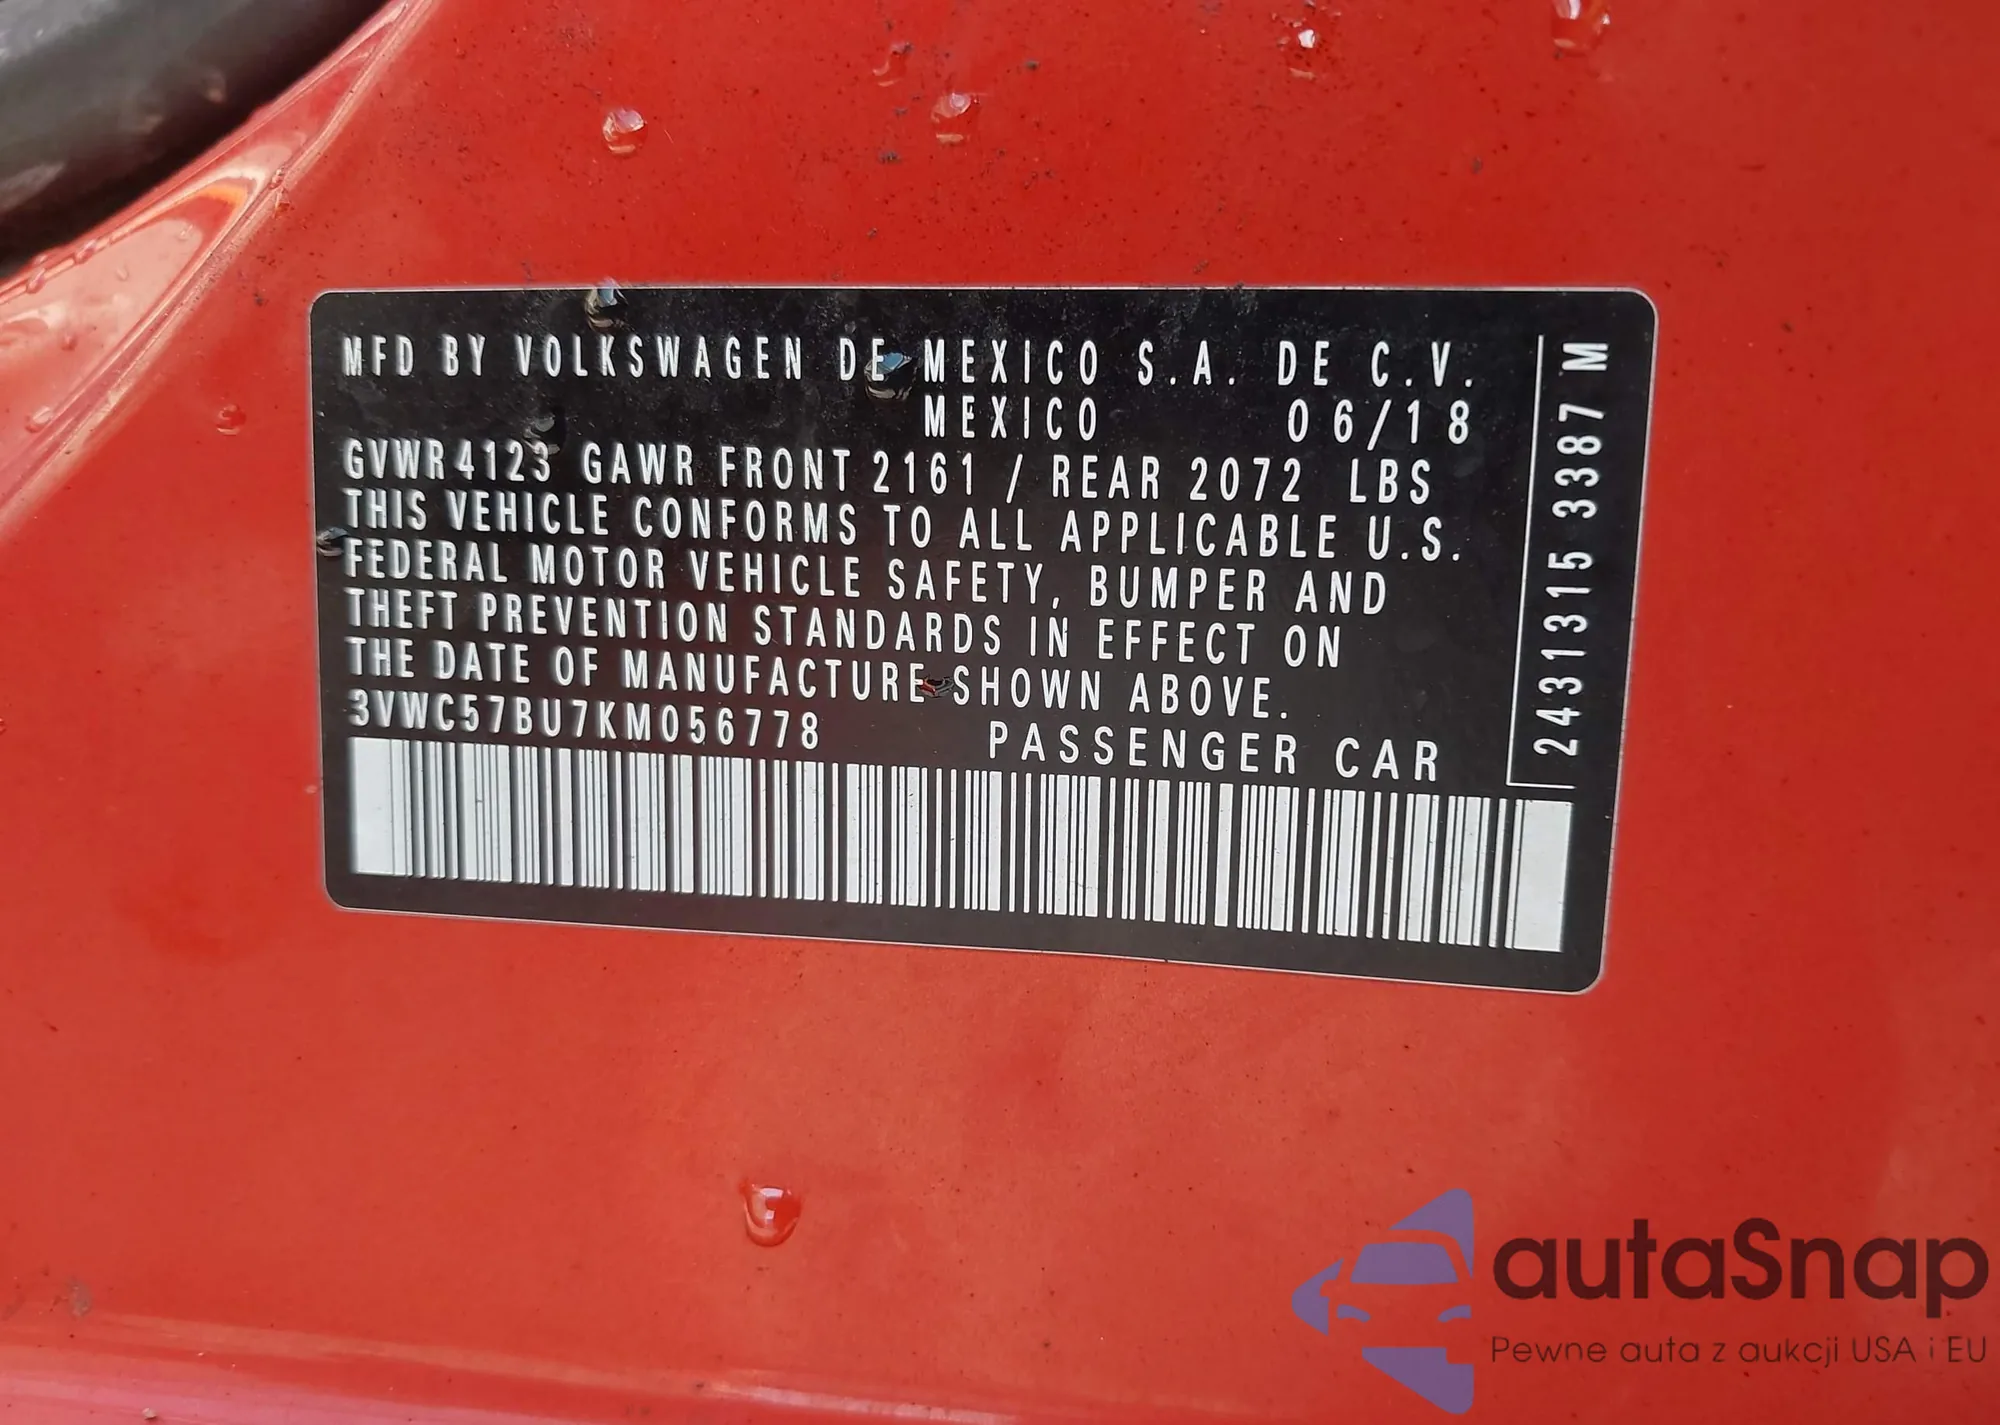 MFD BY VOLKSWAGEN DE MEXICO S.A. DE C.V.
MEXICO 06/18
GVWR 4123 GAWR FRONT 2161 / REAR 2072 LBS
THIS VEHICLE CONFORMS TO ALL APPLICABLE U.S.
FEDERAL MOTOR VEHICLE SAFETY, BUMPER AND
THEFT PREVENTION STANDARDS IN EFFECT ON
THE DATE OF MANUFACTURE SHOWN ABOVE.
3VWC57BU7KM056778 PASSENGER CAR
2431315 3387 M
autaSnap
Pewne auta z aukcji USA i EU